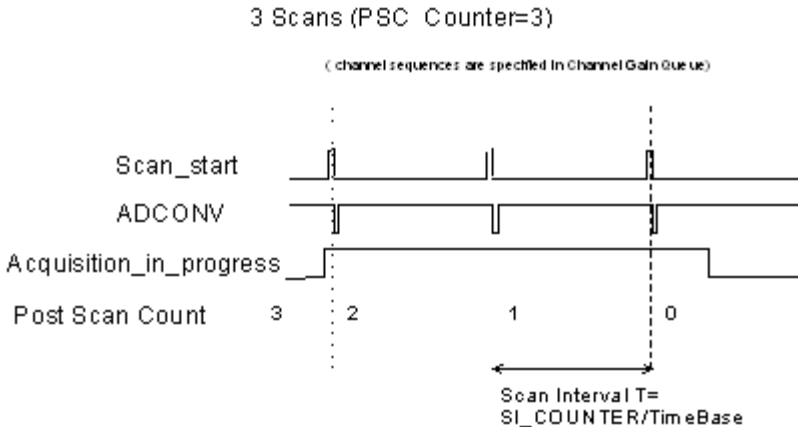 3 Scans (PSC Counter=3)
( channel sequences are specified in Channel Gain Queue)
Scan_start
ADCONV
Acquisition_in_progress
Post Scan Count 3 2 1 0
Scan Interval T=
SI_COUNTER/TimeBase